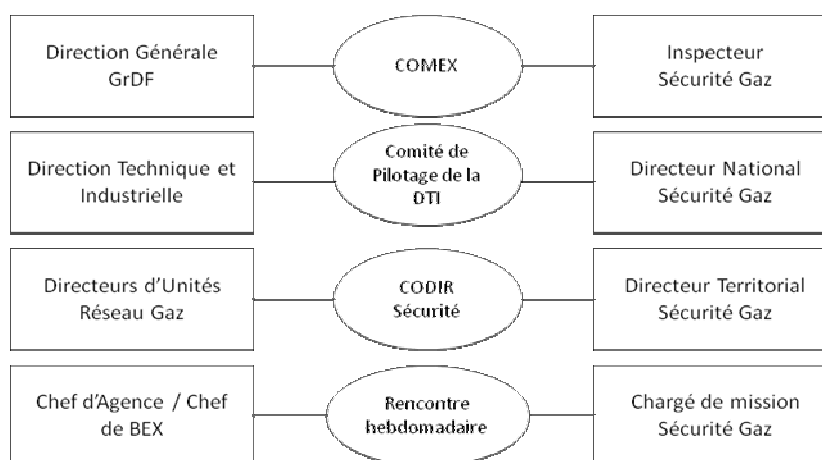 Direction Générale
GrDF
COMEX
Inspecteur
Sécurité Gaz
Direction Technique et
Industrielle
Comité de
Pilotage de la
DTI
Directeur National
Sécurité Gaz
Directeurs d'Unités
Réseau Gaz
CODIR
Sécurité
Directeur Territorial
Sécurité Gaz
Chef d'Agence / Chef
de BEX
Rencontre
hebdomadaire
Chargé de mission
Sécurité Gaz